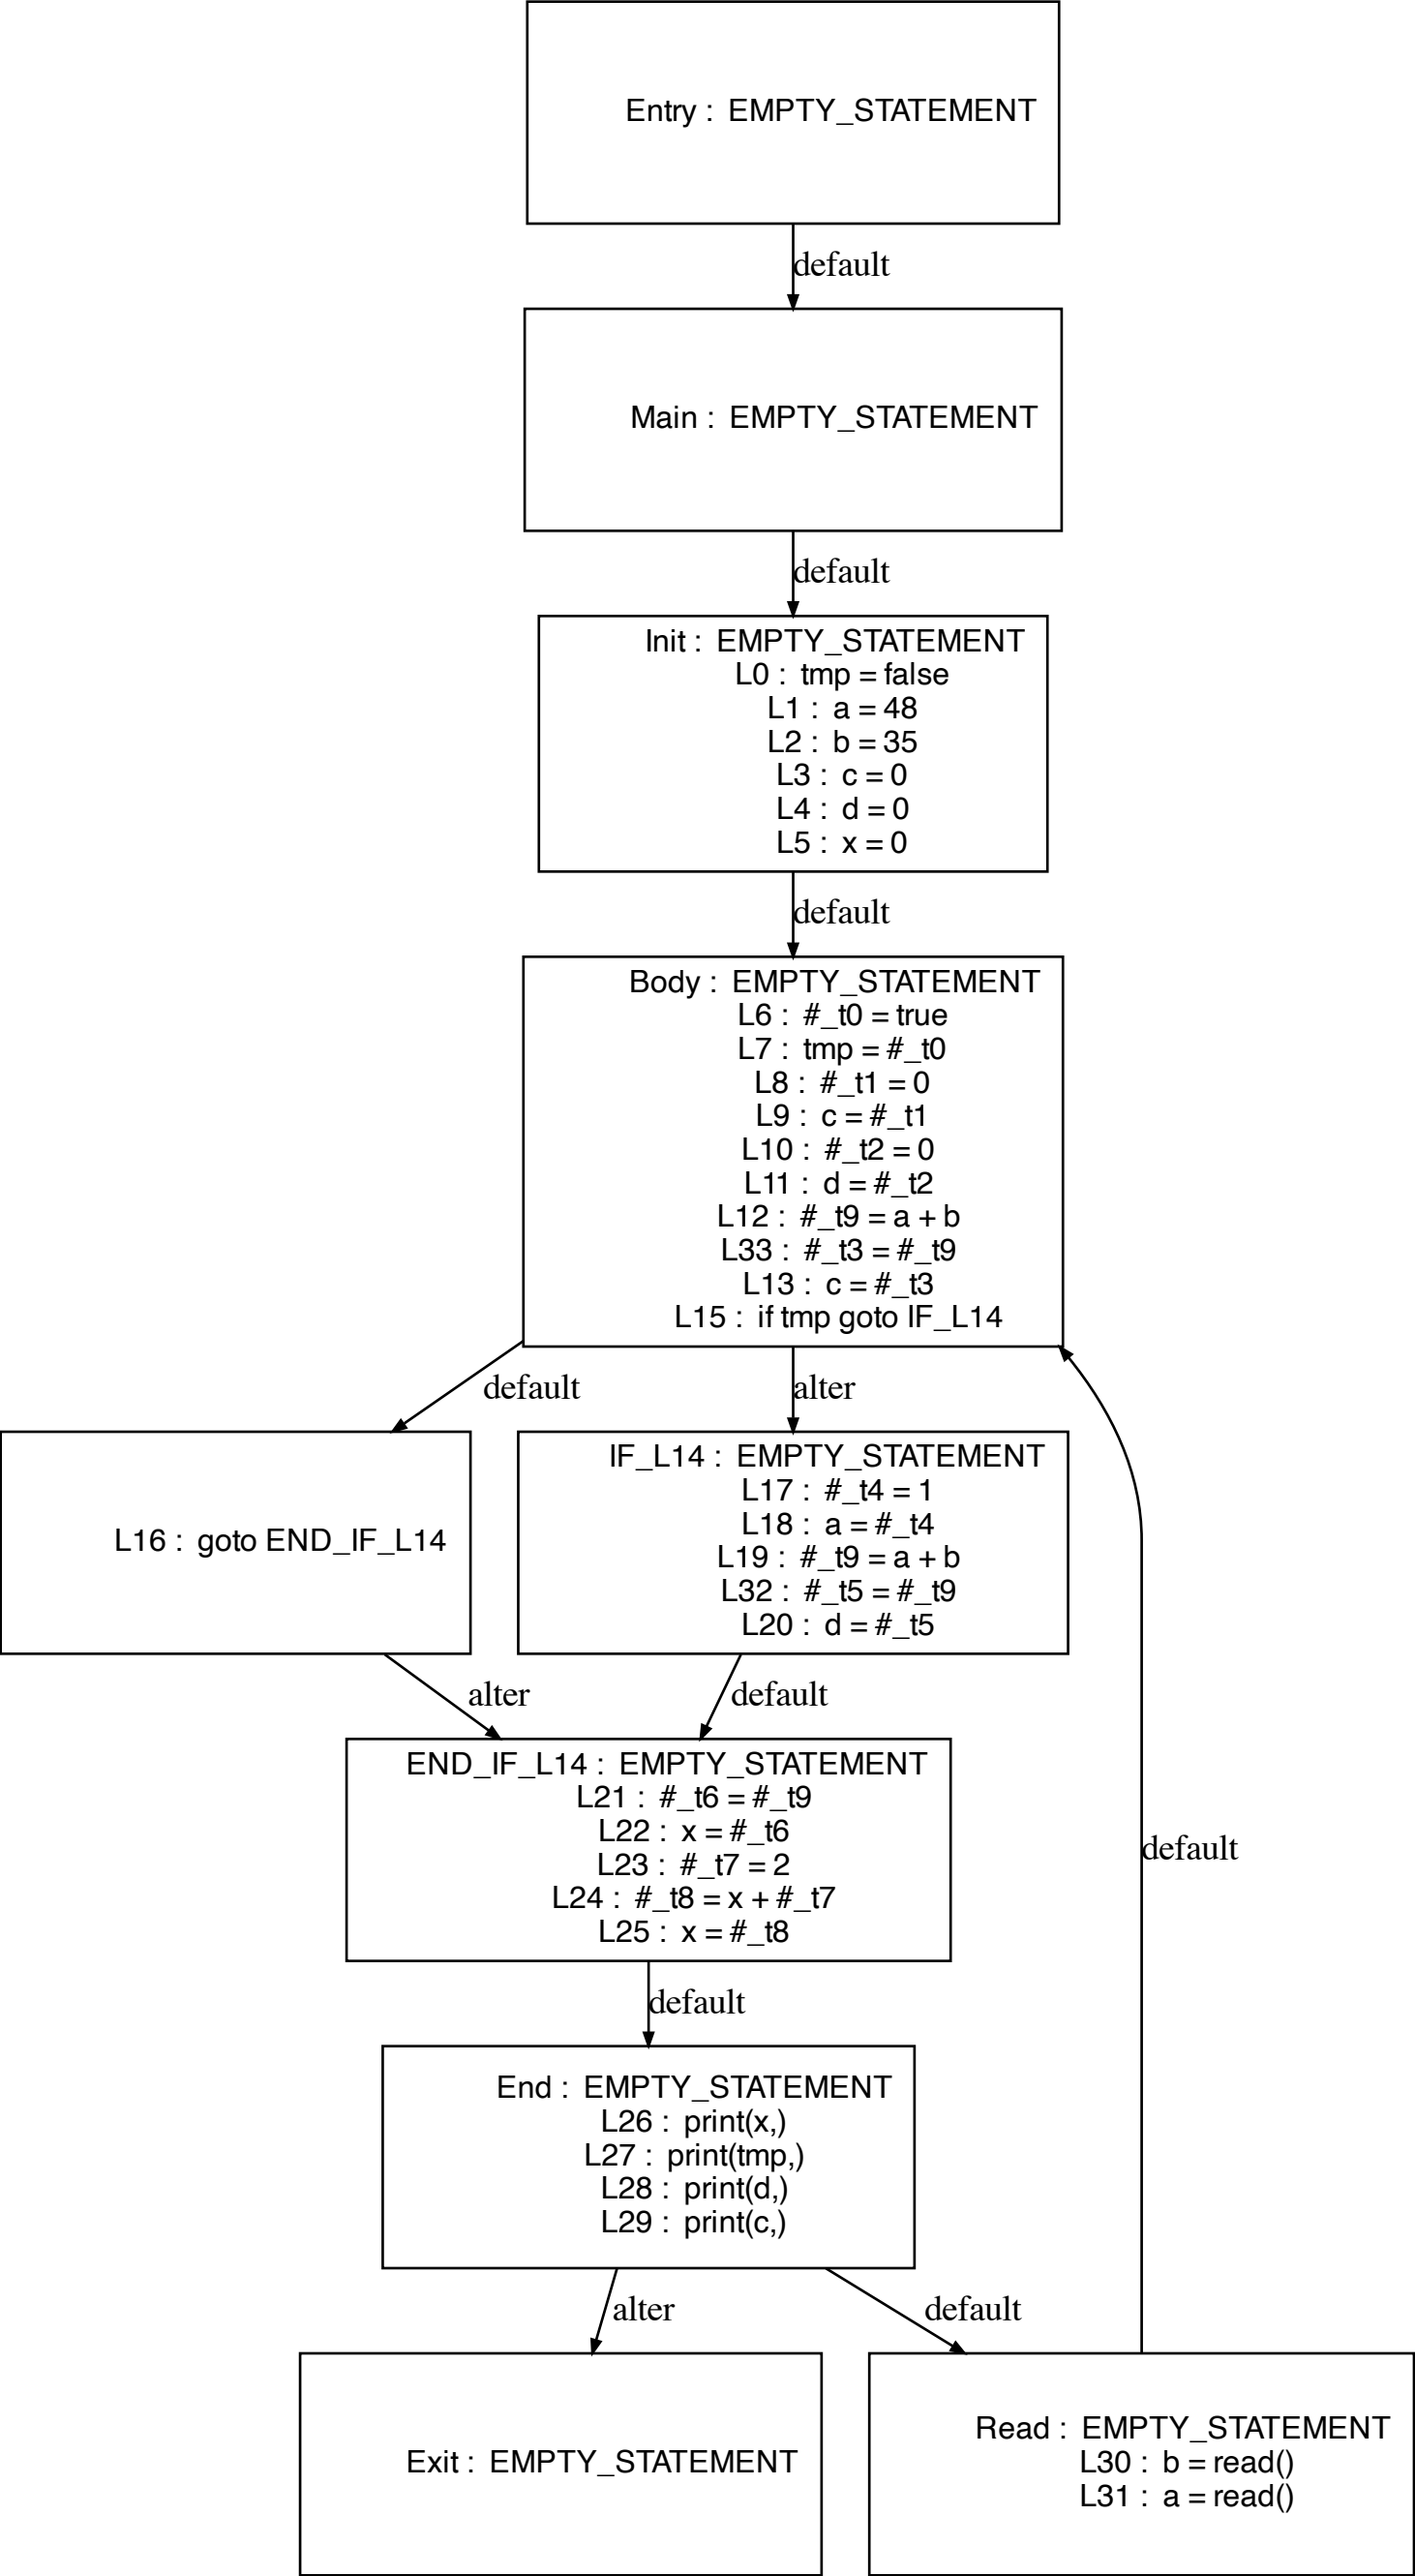 Entry : EMPTY_STATEMENT
default
Main : EMPTY_STATEMENT
default
Init : EMPTY_STATEMENT
L0 : tmp = false
L1 : a = 48
L2 : b = 35
L3 : c = 0
L4 : d = 0
L5 : x = 0
default
Body : EMPTY_STATEMENT
L6 : #_t0 = true
L7 : tmp = #_t0
L8 : #_t1 = 0
L9 : c = #_t1
L10 : #_t2 = 0
L11 : d = #_t2
L12 : #_t9 = a + b
L33 : #_t3 = #_t9
L13 : c = #_t3
L15 : if tmp goto IF_L14
default
alter
L16 : goto END_IF_L14
IF_L14 : EMPTY_STATEMENT
L17 : #_t4 = 1
L18 : a = #_t4
L19 : #_t9 = a + b
L32 : #_t5 = #_t9
L20 : d = #_t5
alter
default
END_IF_L14 : EMPTY_STATEMENT
L21 : #_t6 = #_t9
L22 : x = #_t6
L23 : #_t7 = 2
L24 : #_t8 = x + #_t7
L25 : x = #_t8
default
default
End : EMPTY_STATEMENT
L26 : print(x,)
L27 : print(tmp,)
L28 : print(d,)
L29 : print(c,)
alter
default
Exit : EMPTY_STATEMENT
Read : EMPTY_STATEMENT
L30 : b = read()
L31 : a = read()